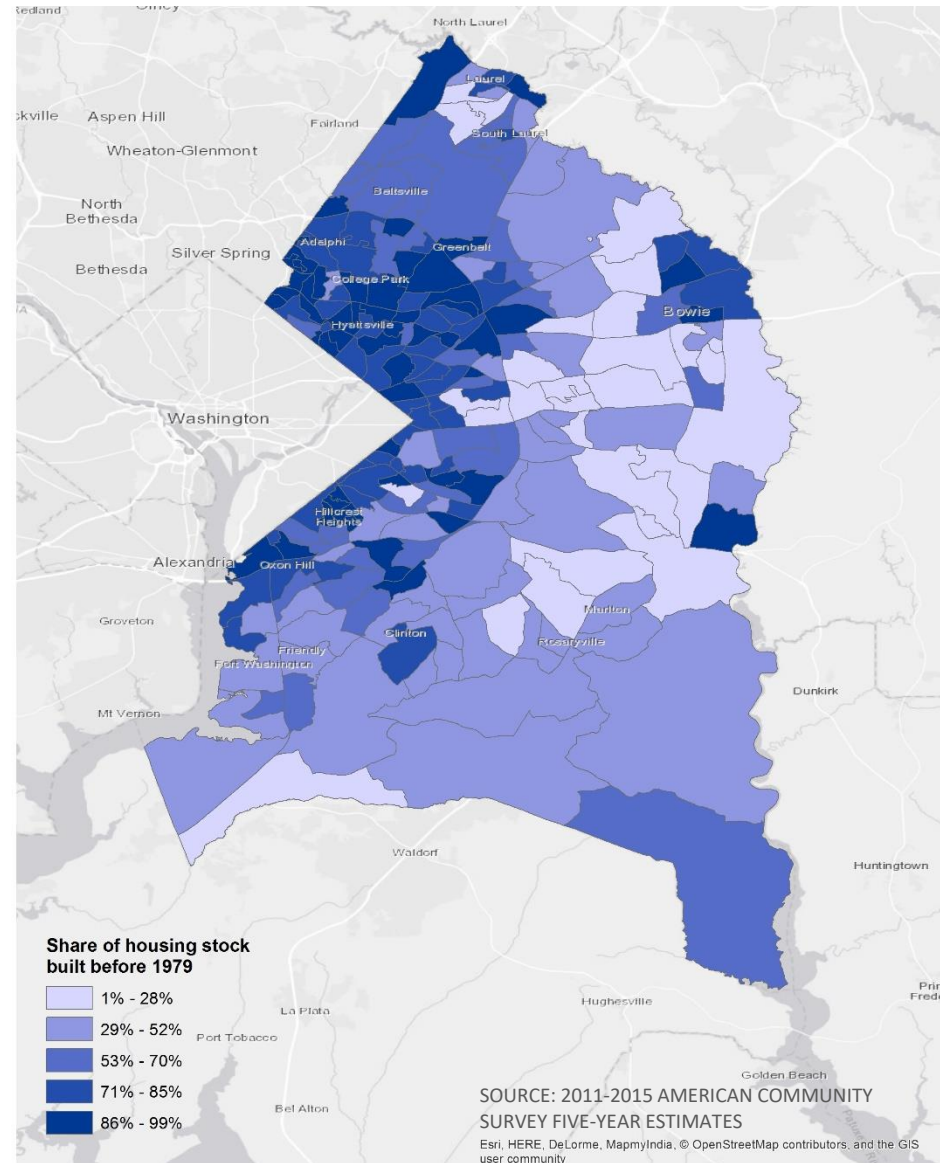 Redland
North Laurel
Laurel
ckville
Aspen Hill
Fairland
South Laurel
Wheaton-Glenmont
Beltsville
North
Bethesda
Adelphi
Silver Spring
Greenbelt
Bethesda
College Park
Bowie
Hyattsville
Washington
Hillcrest
Heights
Alexandria
Oxon Hill
Groveton
Marlton
Clinton
Rosaryville
Friendly
Fort Washington
Dunkirk
Mt Vernon
Waldorf
Huntingtown
Share of housing stock
built before 1979
1% - 28%
29% - 52%
53% - 70%
71% - 85%
86% - 99%
La Plata
Hughesville
Prin
Frede
Port Tobacco
Golden Beach
Bel Alton
SOURCE: 2011-2015 AMERICAN COMMUNITY
SURVEY FIVE-YEAR ESTIMATES
Esri, HERE, DeLorme, MapmyIndia, © OpenStreetMap contributors, and the GIS
user community